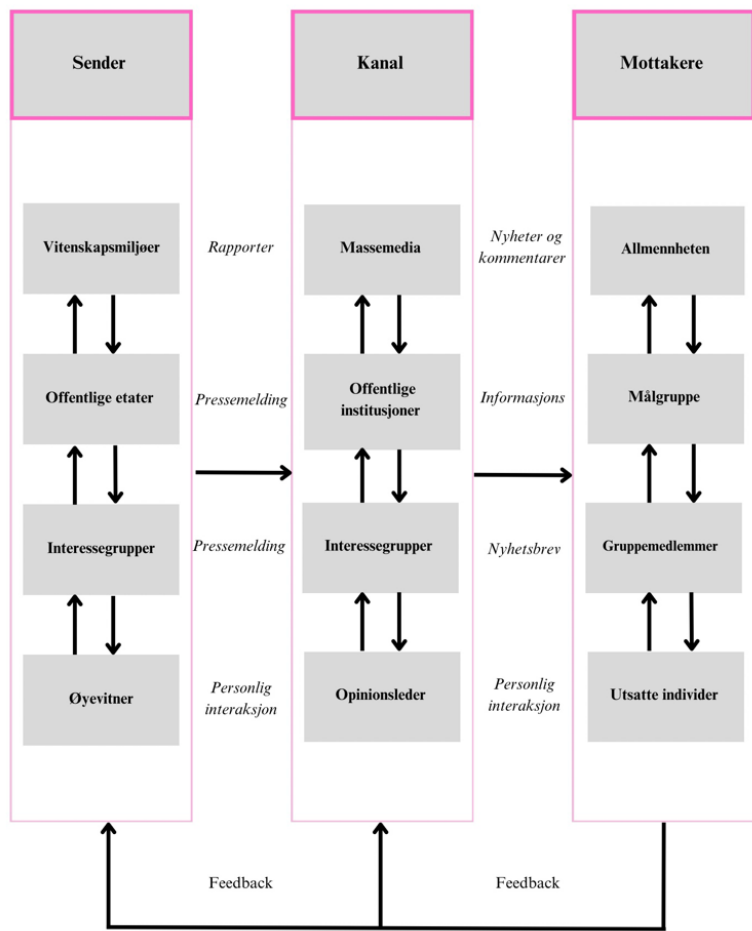 Sender
Kanal
Mottakere
Vitenskapsmiljøer
Rapporter
Massemedia
Nyheter og
kommentarer
Allmennheten
Offentlige etater
Pressemelding
Offentlige
institusjoner
Informasjons
Målgruppe
Interessegrupper
Pressemelding
Interessegrupper
Nyhetsbrev
Gruppemedlemmer
Øyevitner
Personlig
interaksjon
Opinionsleder
Personlig
interaksjon
Utsatte individer
Feedback
Feedback